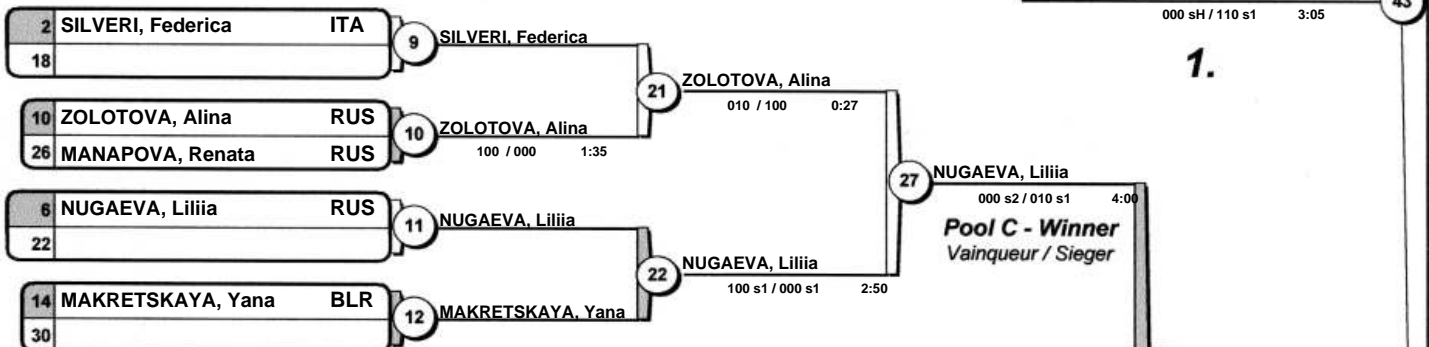 000 sH / 110 s1 3:05
43
1.
2 SILVERI, Federica ITA
18
9
SILVERI, Federica
21
ZOLOTOVA, Alina
010 / 100 0:27
10 ZOLOTOVA, Alina RUS
26 MANAPOVA, Renata RUS
10
ZOLOTOVA, Alina
100 / 000 1:35
27
NUGAEVA, Liliia
000 s2 / 010 s1 4:00
Pool C - Winner
Vainqueur / Sieger
6 NUGAEVA, Liliia RUS
22
11
NUGAEVA, Liliia
22
NUGAEVA, Liliia
100 s1 / 000 s1 2:50
14 MAKRETSKAYA, Yana BLR
30
12
MAKRETSKAYA, Yana